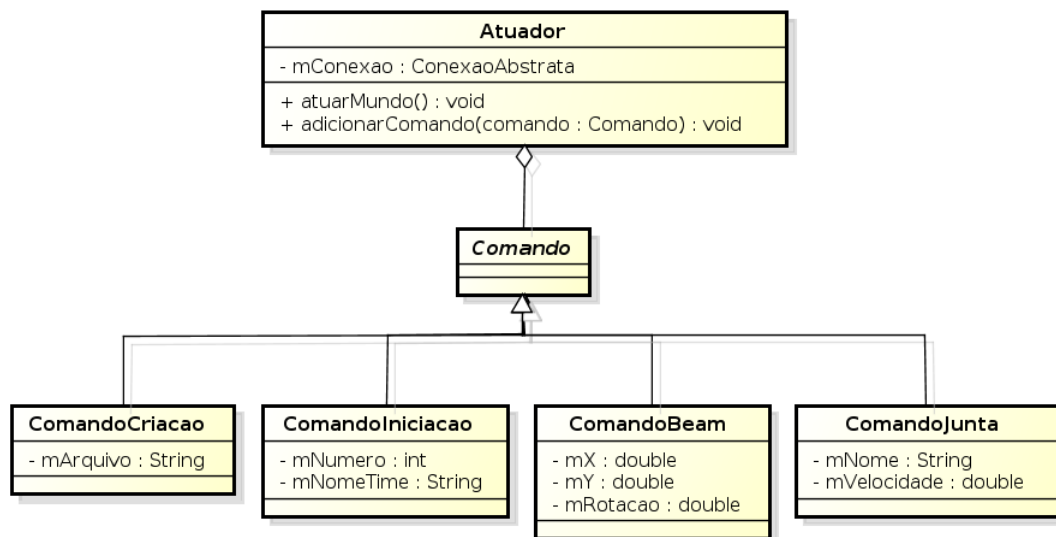 Atuador
- mConexao : ConexaoAbstrata
+ atuarMundo() : void
+ adicionarComando(comando : Comando) : void
Comando
ComandoCriacao
- mArquivo : String
ComandoIniciacao
- mNumero : int
- mNomeTime : String
ComandoBeam
- mX : double
- mY : double
- mRotacao : double
ComandoJunta
- mNome : String
- mVelocidade : double